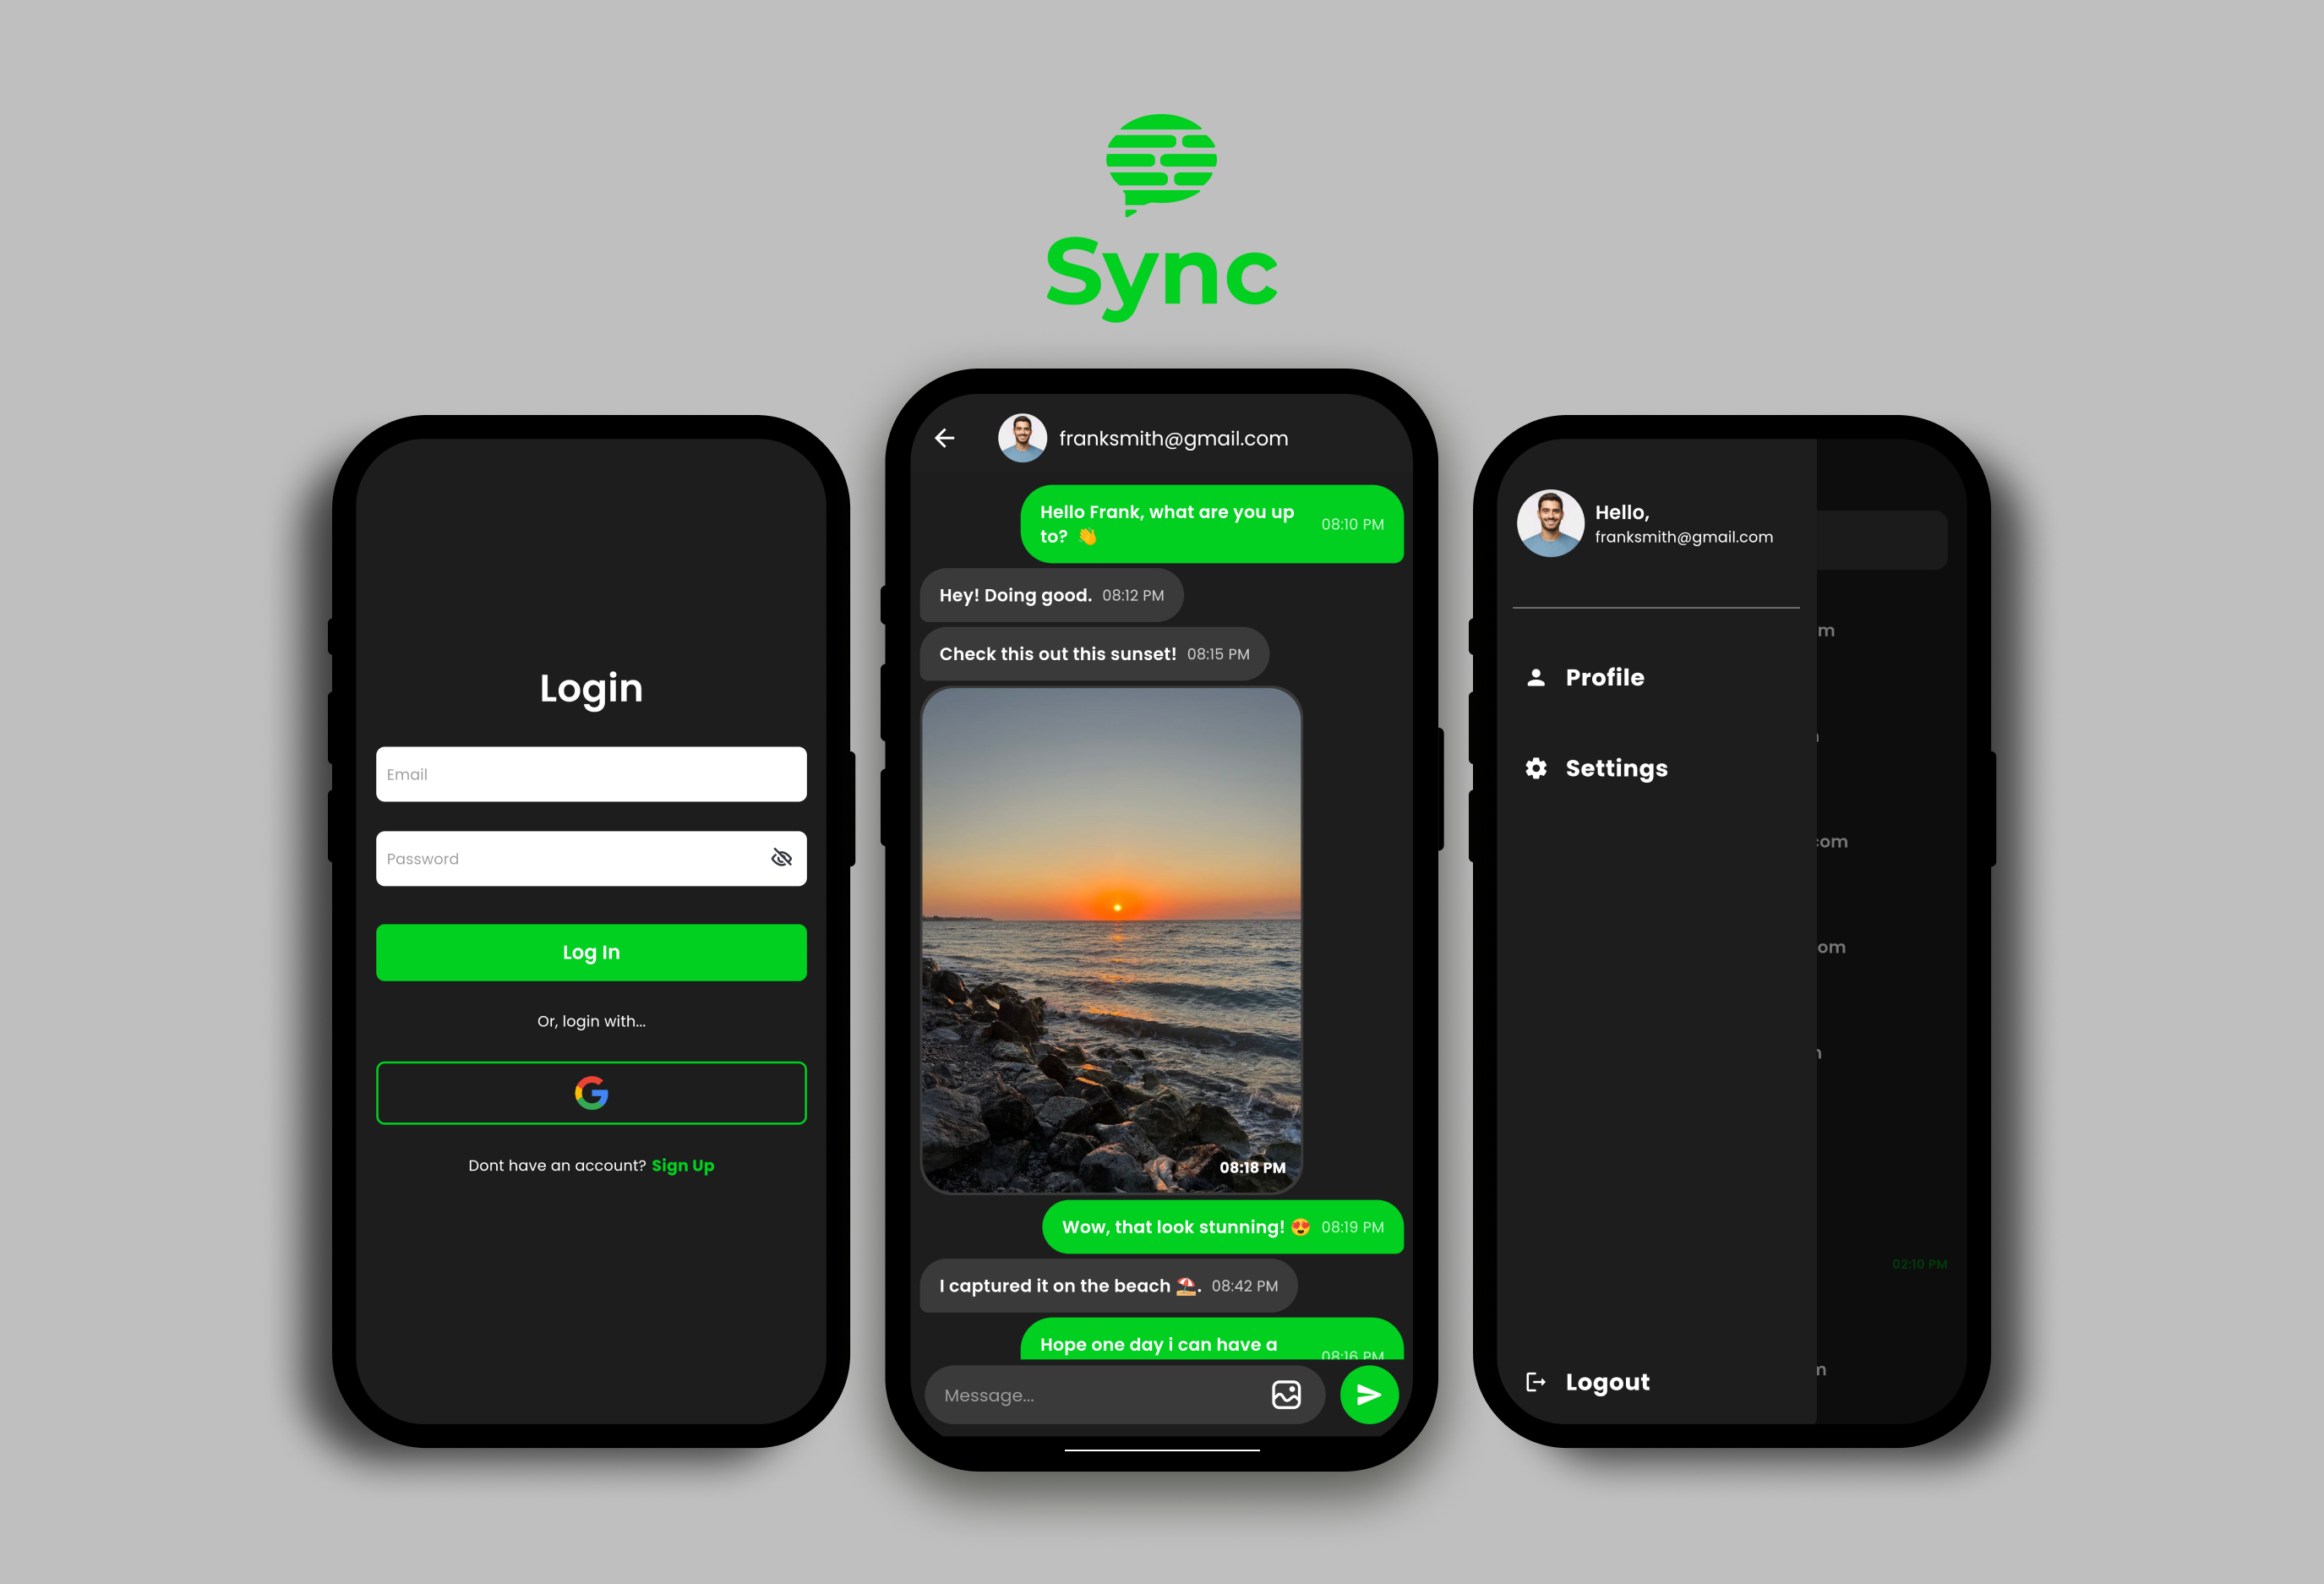 Sync
Login
Email
Password
Log In
Or, login with...
Dont have an account? Sign Up
franksmith@gmail.com
Hello Frank, what are you up
to? 👋
08:10 PM
Hey! Doing good. 08:12 PM
Check this out this sunset! 08:15 PM
08:18 PM
Wow, that look stunning! 😍 08:19 PM
I captured it on the beach ⛱️. 08:42 PM
Hope one day i can have a
08:16 PM
Message...
Hello,
franksmith@gmail.com
Profile
Settings
Logout
m
com
om
02:10 PM